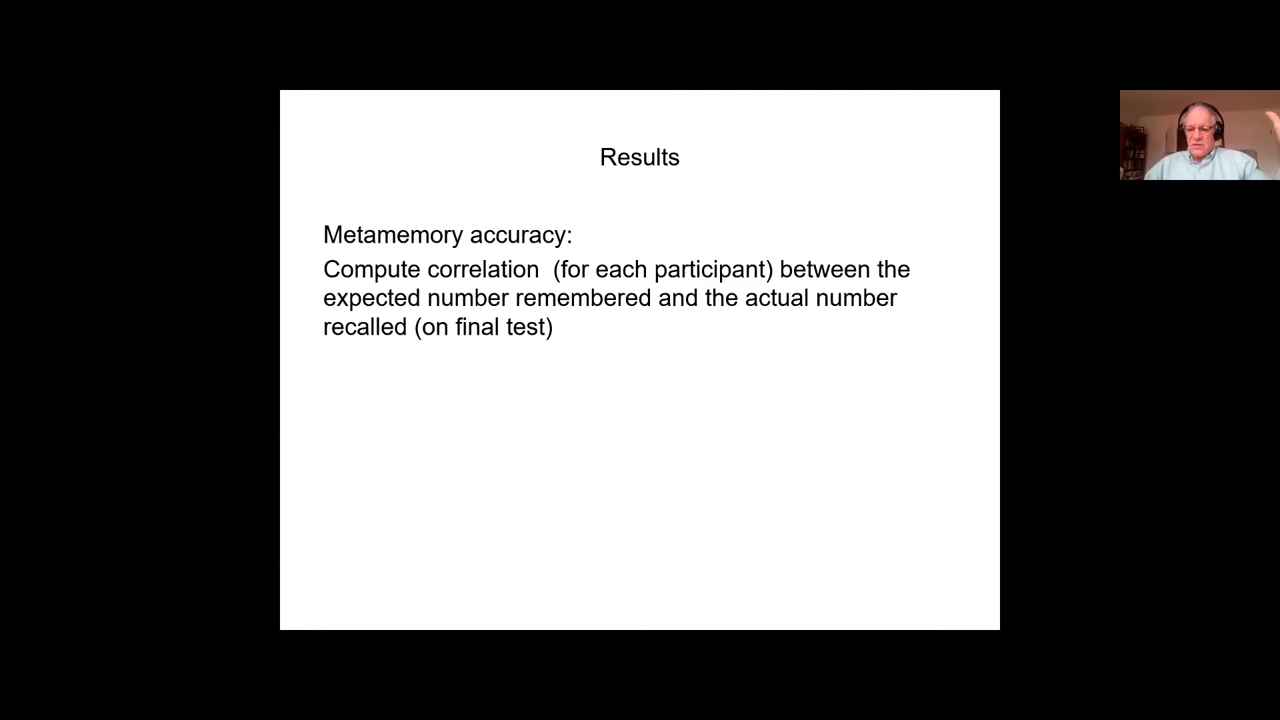 Results
Metamemory accuracy:
Compute correlation  (for each participant) between the
expected number remembered and the actual number
recalled (on final test)